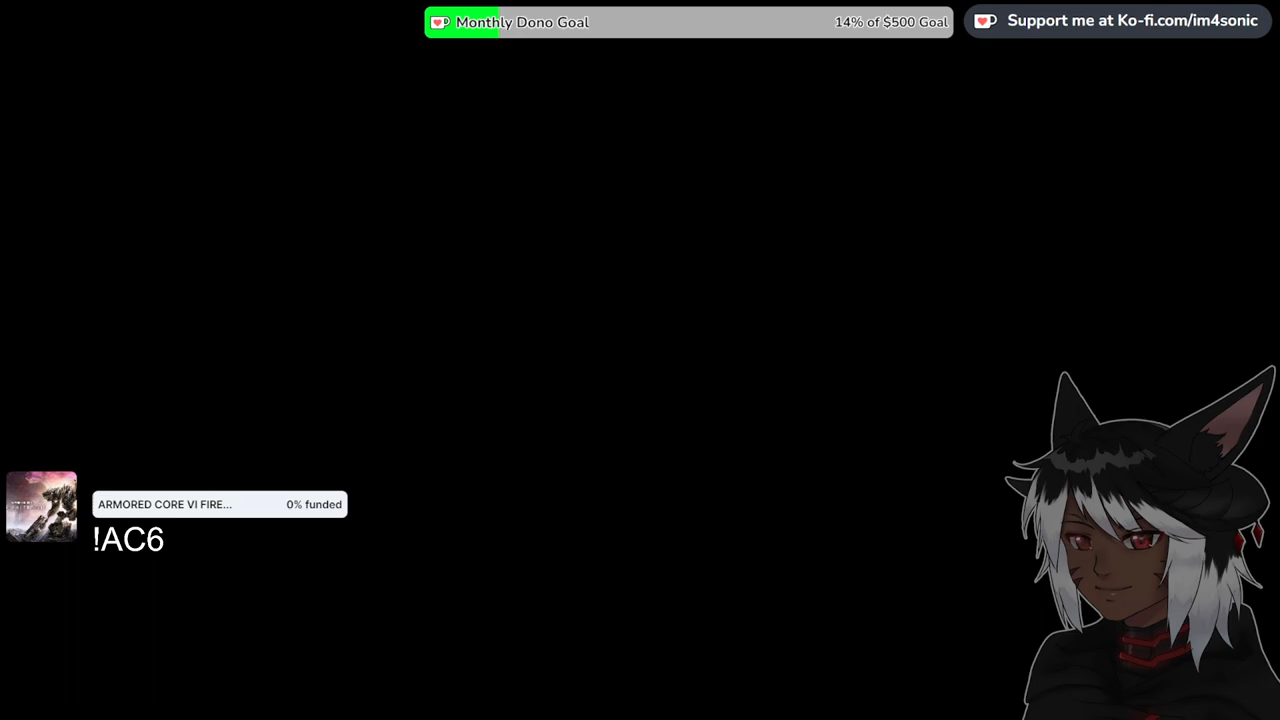 Monthly Dono Goal
14% of $500 Goal
Support me at Ko-fi.com/im4sonic
ARMORED CORE VI FIRE...
0% funded
!AC6